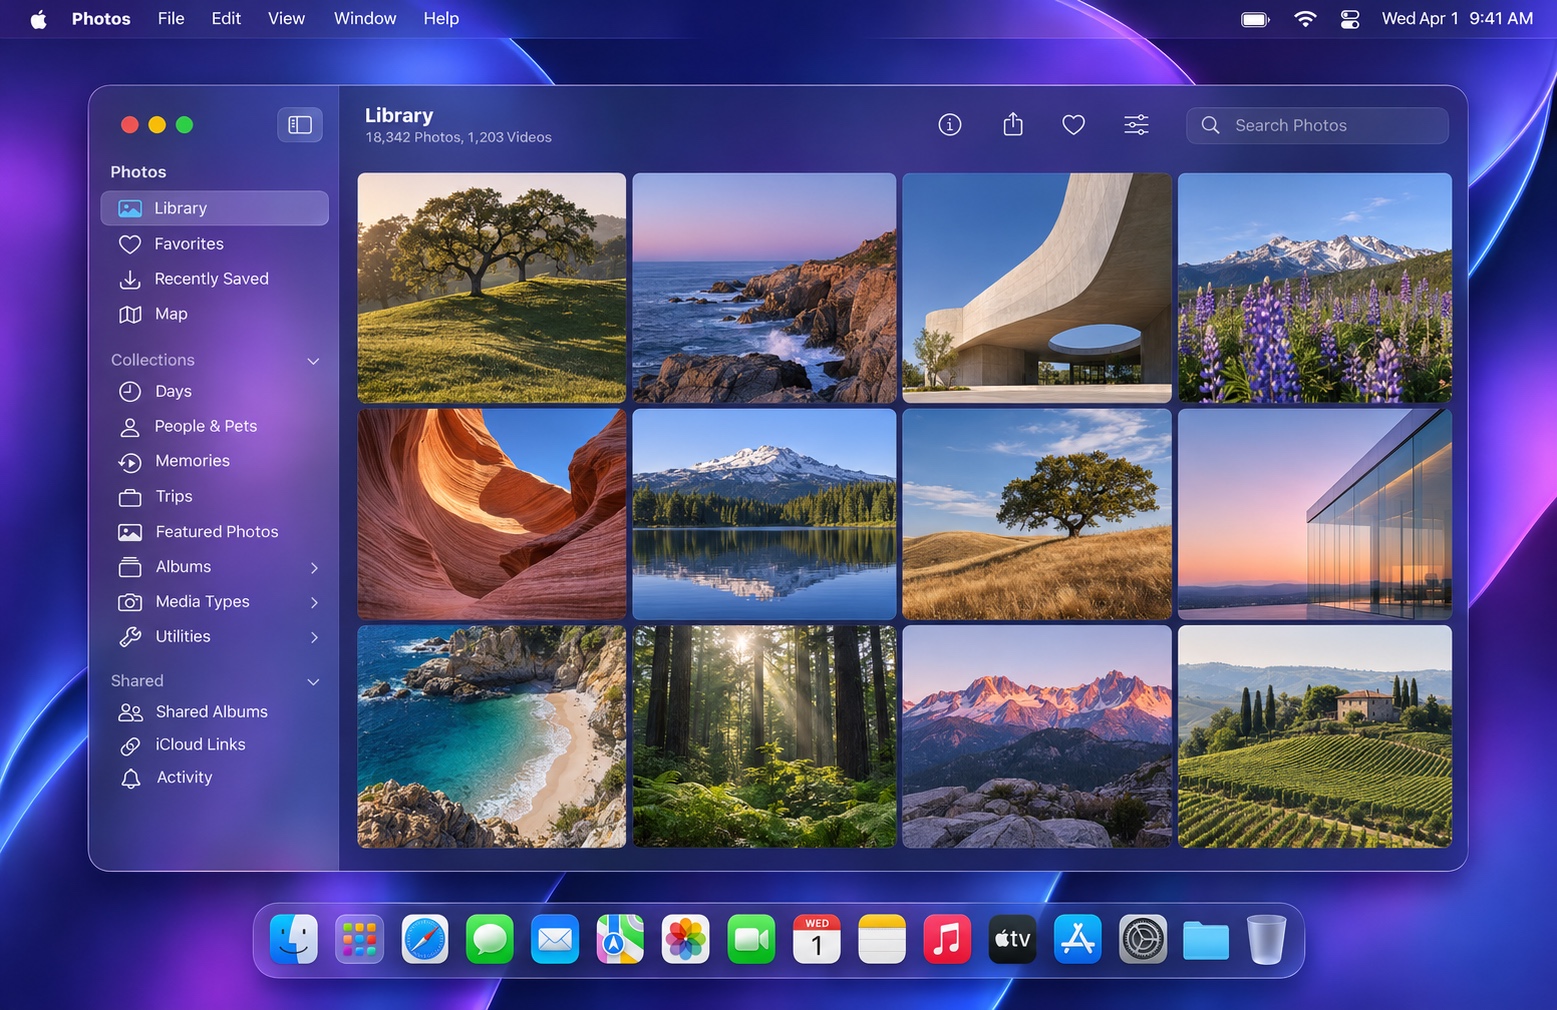 Photos File Edit View Window Help Wed Apr 1 9:41 AM
Library
18,342 Photos, 1,203 Videos
Search Photos
Photos
Library
Favorites
Recently Saved
Map
Collections
Days
People & Pets
Memories
Trips
Featured Photos
Albums
Media Types
Utilities
Shared
Shared Albums
iCloud Links
Activity
WED
1
tv